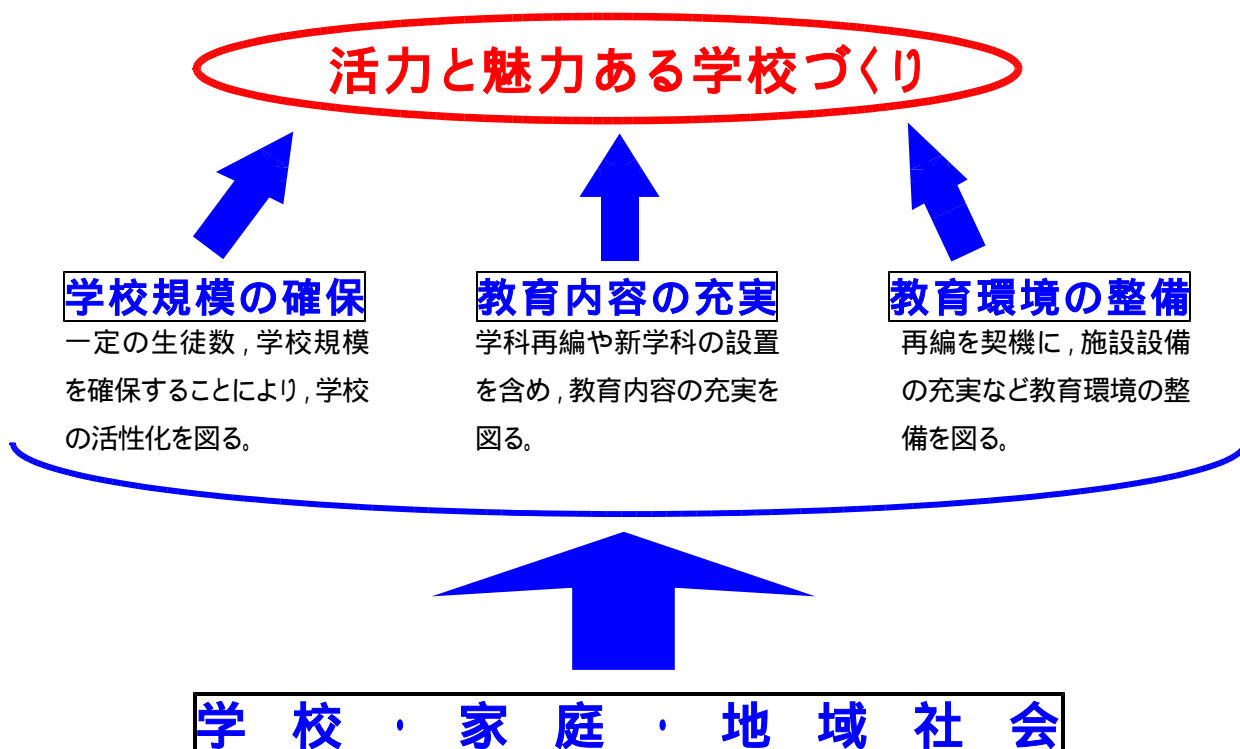 活力と魅力ある学校づくり
学校規模の確保
一定の生徒数,学校規模
を確保することにより,学校
の活性化を図る。
教育内容の充実
学科再編や新学科の設置
を含め,教育内容の充実を
図る。
教育環境の整備
再編を契機に,施設設備
の充実など教育環境の整
備を図る。
学校・家庭・地域社会